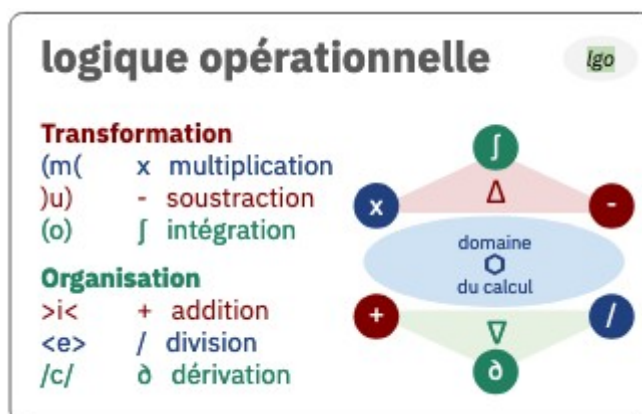 logique opérationnelle
lgo
Transformation
(m( x multiplication
)u) - soustraction
(o) ∫ intégration
Organisation
>i< + addition
<e> / division
/c/ ð dérivation
∫
x Δ -
domaine
du calcul
+ ∇ /
ð